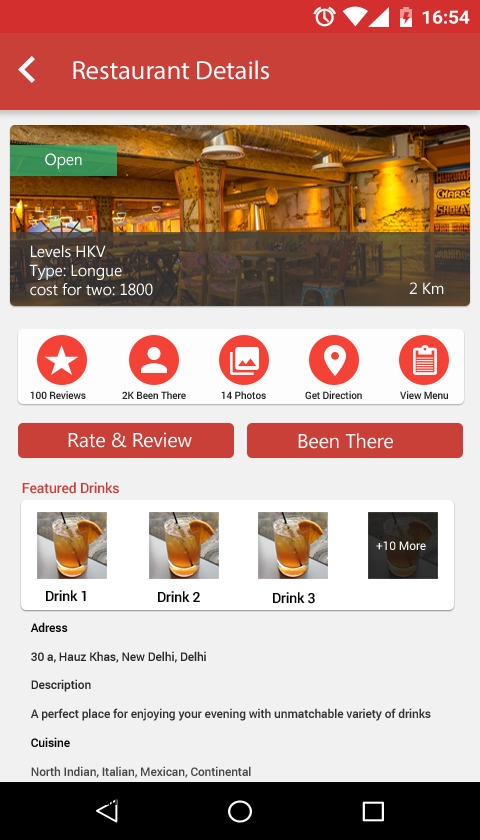 16:54
Restaurant Details
Open
CHARAS
Levels HKV
Type: Longue
cost for two: 1800
2 Km
100 Reviews
2K Been There
14 Photos
Get Direction
View Menu
Rate & Review
Been There
Featured Drinks
+10 More
Drink 1
Drink 2
Drink 3
Adress
30 a, Hauz Khas, New Delhi, Delhi
Description
A perfect place for enjoying your evening with unmatchable variety of drinks
Cuisine
North Indian, Italian, Mexican, Continental